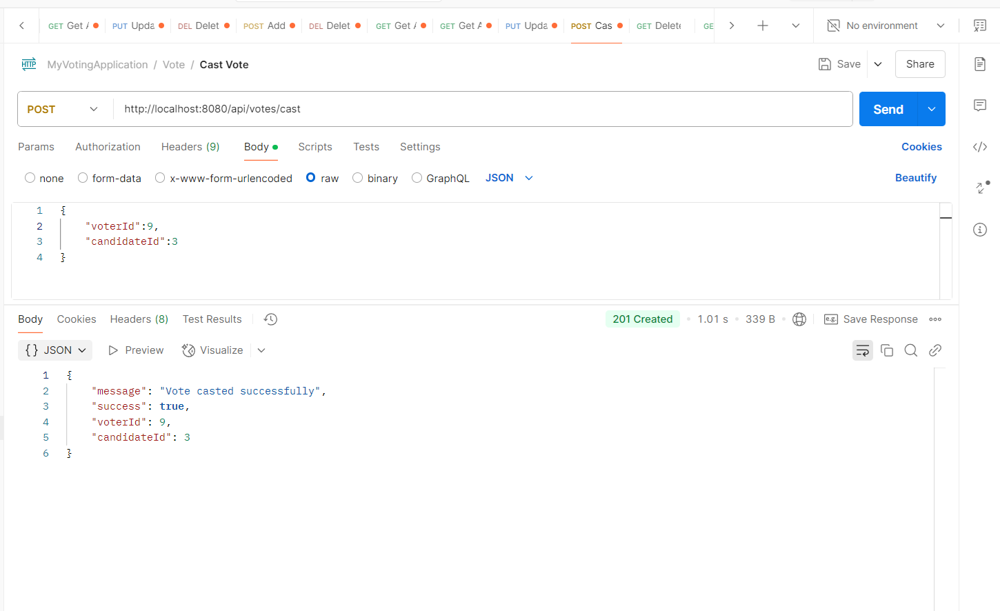 GET Get A PUT Upda DEL Delet POST Add DEL Delet GET Get A GET Get A PUT Upda POST Cas GET Delete GE No environment
HTTP MyVotingApplication / Vote / Cast Vote Save Share
POST http://localhost:8080/api/votes/cast Send
Params Authorization Headers (9) Body Scripts Tests Settings Cookies
none form-data x-www-form-urlencoded raw binary GraphQL JSON Beautify
1 {
2 "voterId":9,
3 "candidateId":3
4 }
Body Cookies Headers (8) Test Results 201 Created 1.01 s 339 B e.g. Save Response
{} JSON Preview Visualize
1 {
2 "message": "Vote casted successfully",
3 "success": true,
4 "voterId": 9,
5 "candidateId": 3
6 }